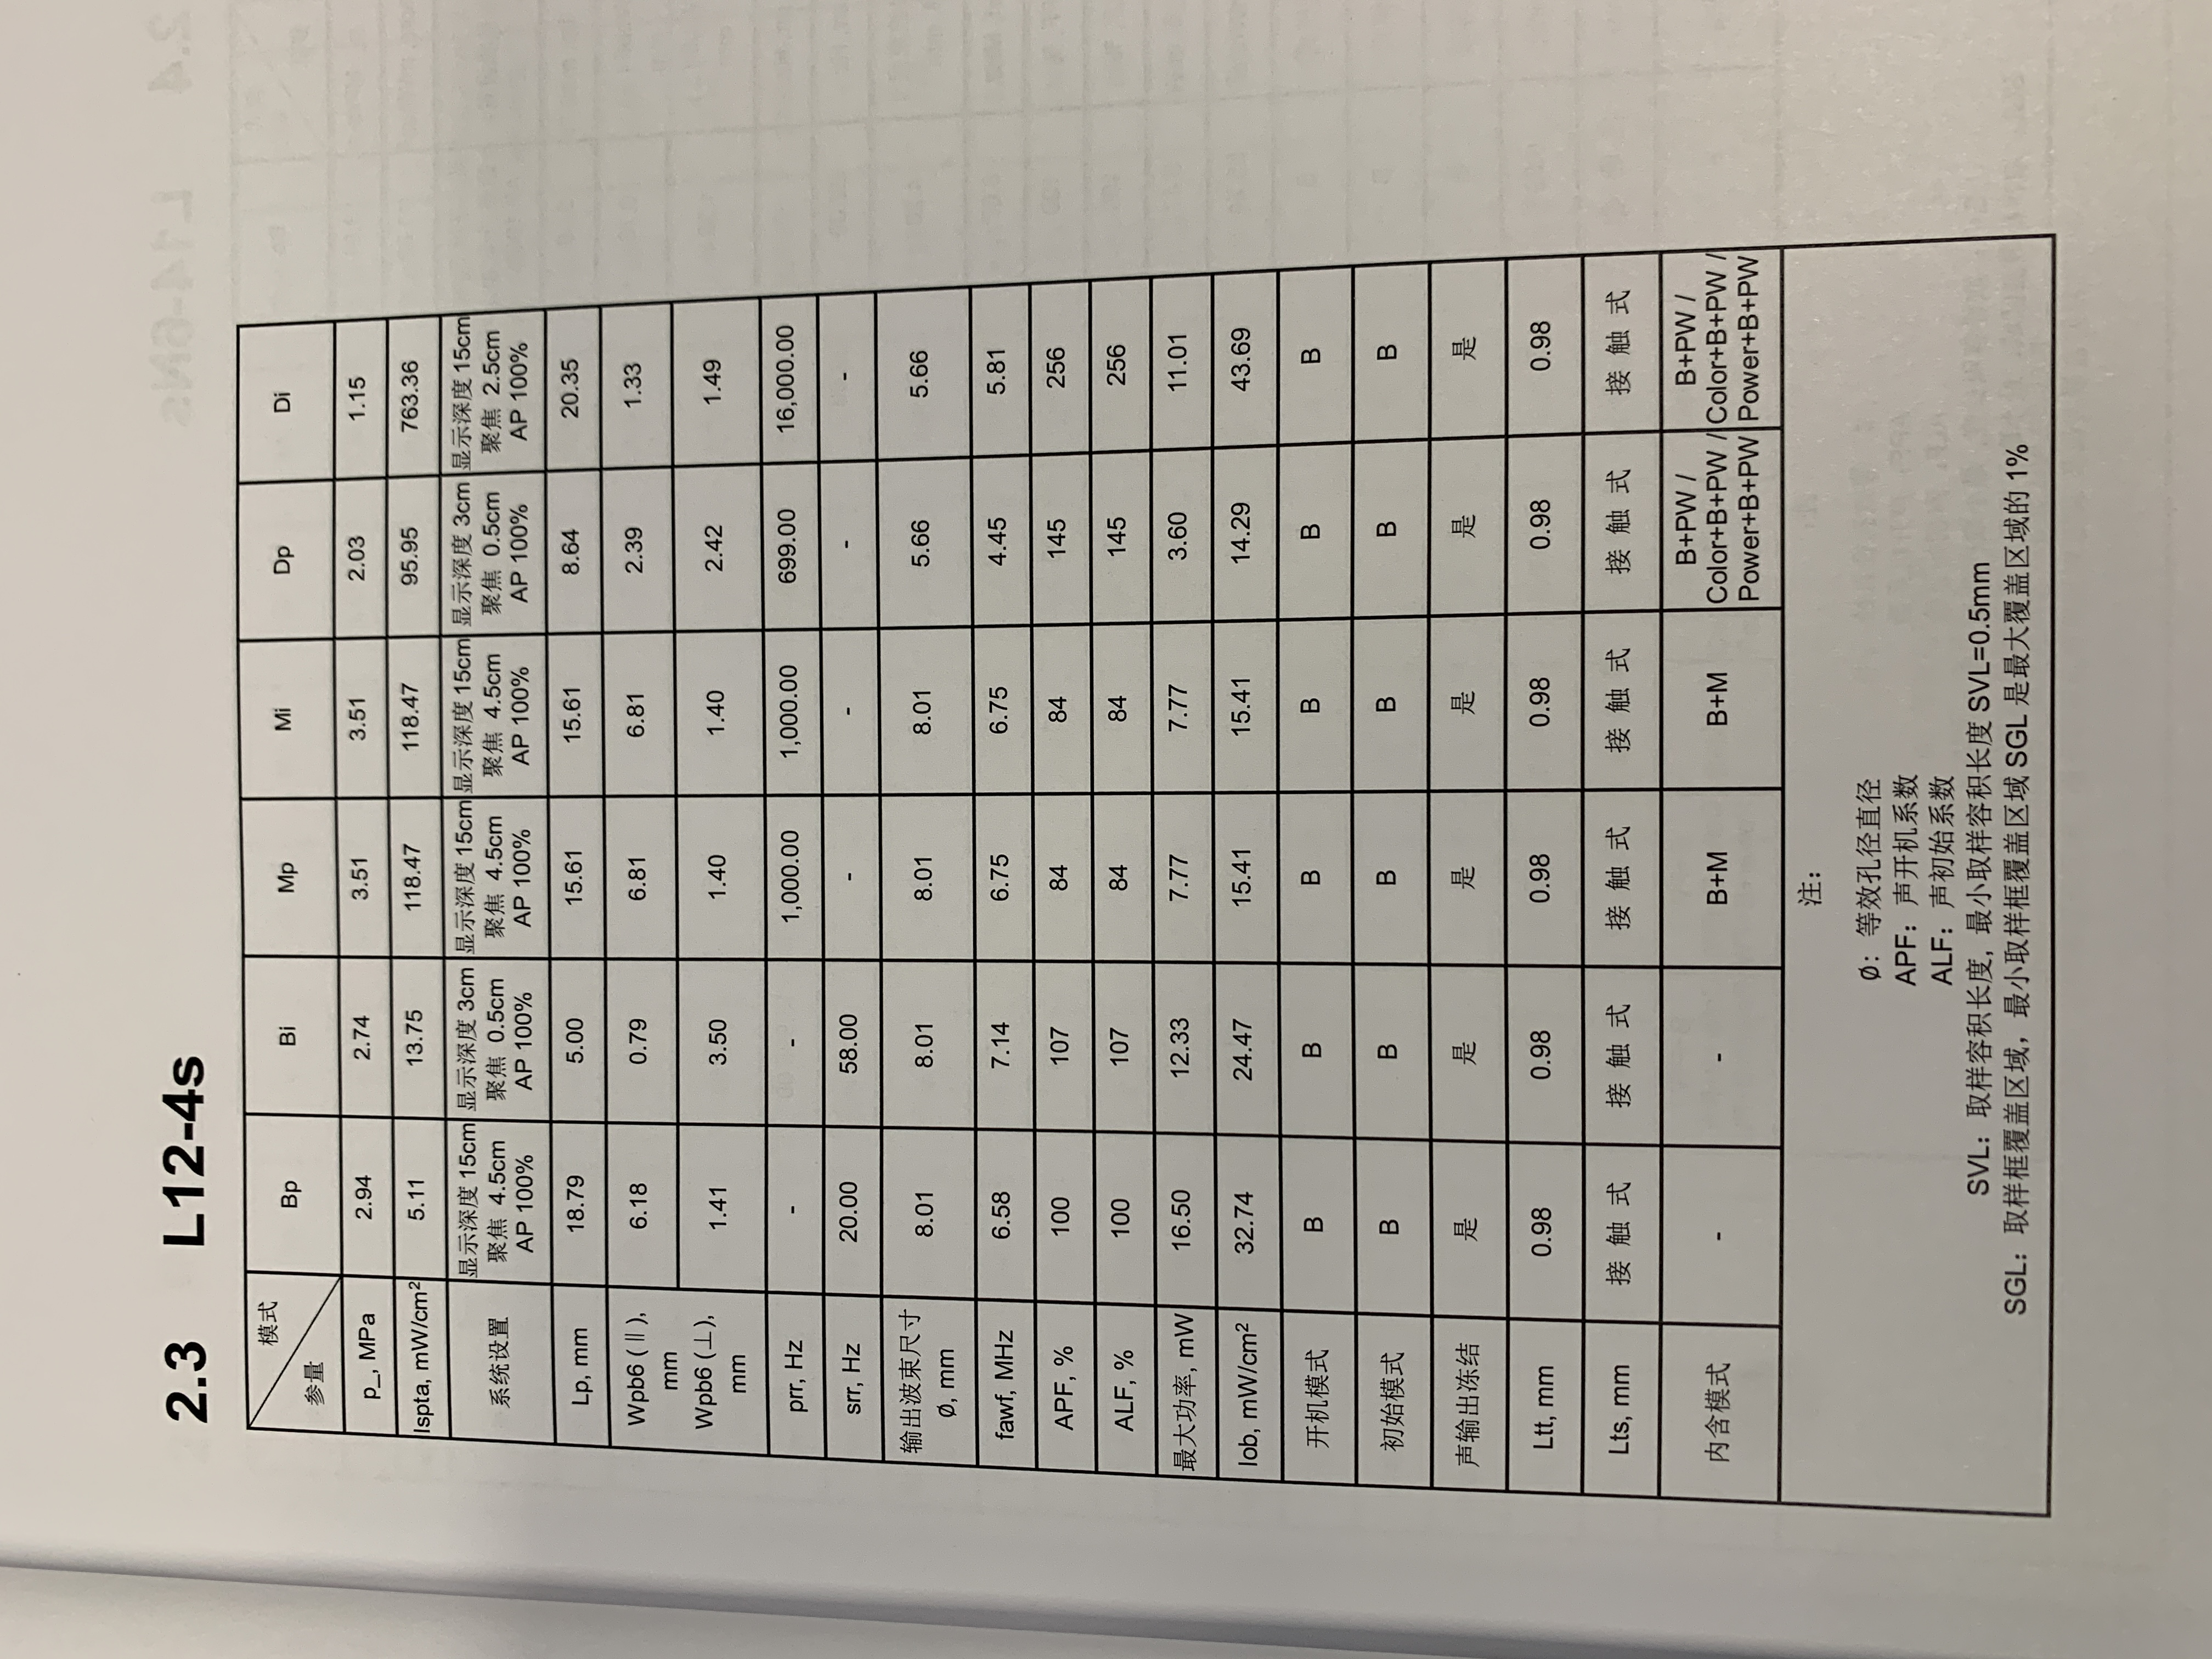 2.3 L12-4s
模式
参量 Bp Bi Mp Mi Dp Di
p_, MPa 2.94 2.74 3.51 3.51 2.03 1.15
Ispta, mW/cm² 5.11 13.75 118.47 118.47 95.95 763.36
系统设置 显示深度 15cm 聚焦 4.5cm AP 100% 显示深度 3cm 聚焦 0.5cm AP 100% 显示深度 15cm 聚焦 4.5cm AP 100% 显示深度 15cm 聚焦 4.5cm AP 100% 显示深度 3cm 聚焦 0.5cm AP 100% 显示深度 15cm 聚焦 2.5cm AP 100%
Lp, mm 18.79 5.00 15.61 15.61 8.64 20.35
Wpb6 (∥), mm 6.18 0.79 6.81 6.81 2.39 1.33
Wpb6 (⊥), mm 1.41 3.50 1.40 1.40 2.42 1.49
prr, Hz - - 1,000.00 1,000.00 699.00 16,000.00
srr, Hz 20.00 58.00 - - - -
输出波束尺寸 Ø, mm 8.01 8.01 8.01 8.01 5.66 5.66
fawf, MHz 6.58 7.14 6.75 6.75 4.45 5.81
APF, % 100 107 84 84 145 256
ALF, % 100 107 84 84 145 256
最大功率, mW 16.50 12.33 7.77 7.77 3.60 11.01
Iob, mW/cm² 32.74 24.47 15.41 15.41 14.29 43.69
开机模式 B B B B B B
初始模式 B B B B B B
声输出冻结 是 是 是 是 是 是
Ltt, mm 0.98 0.98 0.98 0.98 0.98 0.98
Lts, mm 接 触 式 接 触 式 接 触 式 接 触 式 接 触 式 接 触 式
内含模式 - - B+M B+M B+PW / Color+B+PW / Power+B+PW B+PW / Color+B+PW / Power+B+PW
注：
Ø：等效孔径直径
APF：声开机系数
ALF：声初始系数
SVL：取样容积长度, 最小取样容积长度 SVL=0.5mm
SGL：取样框覆盖区域，最小取样框覆盖区域 SGL 是最大覆盖区域的 1%